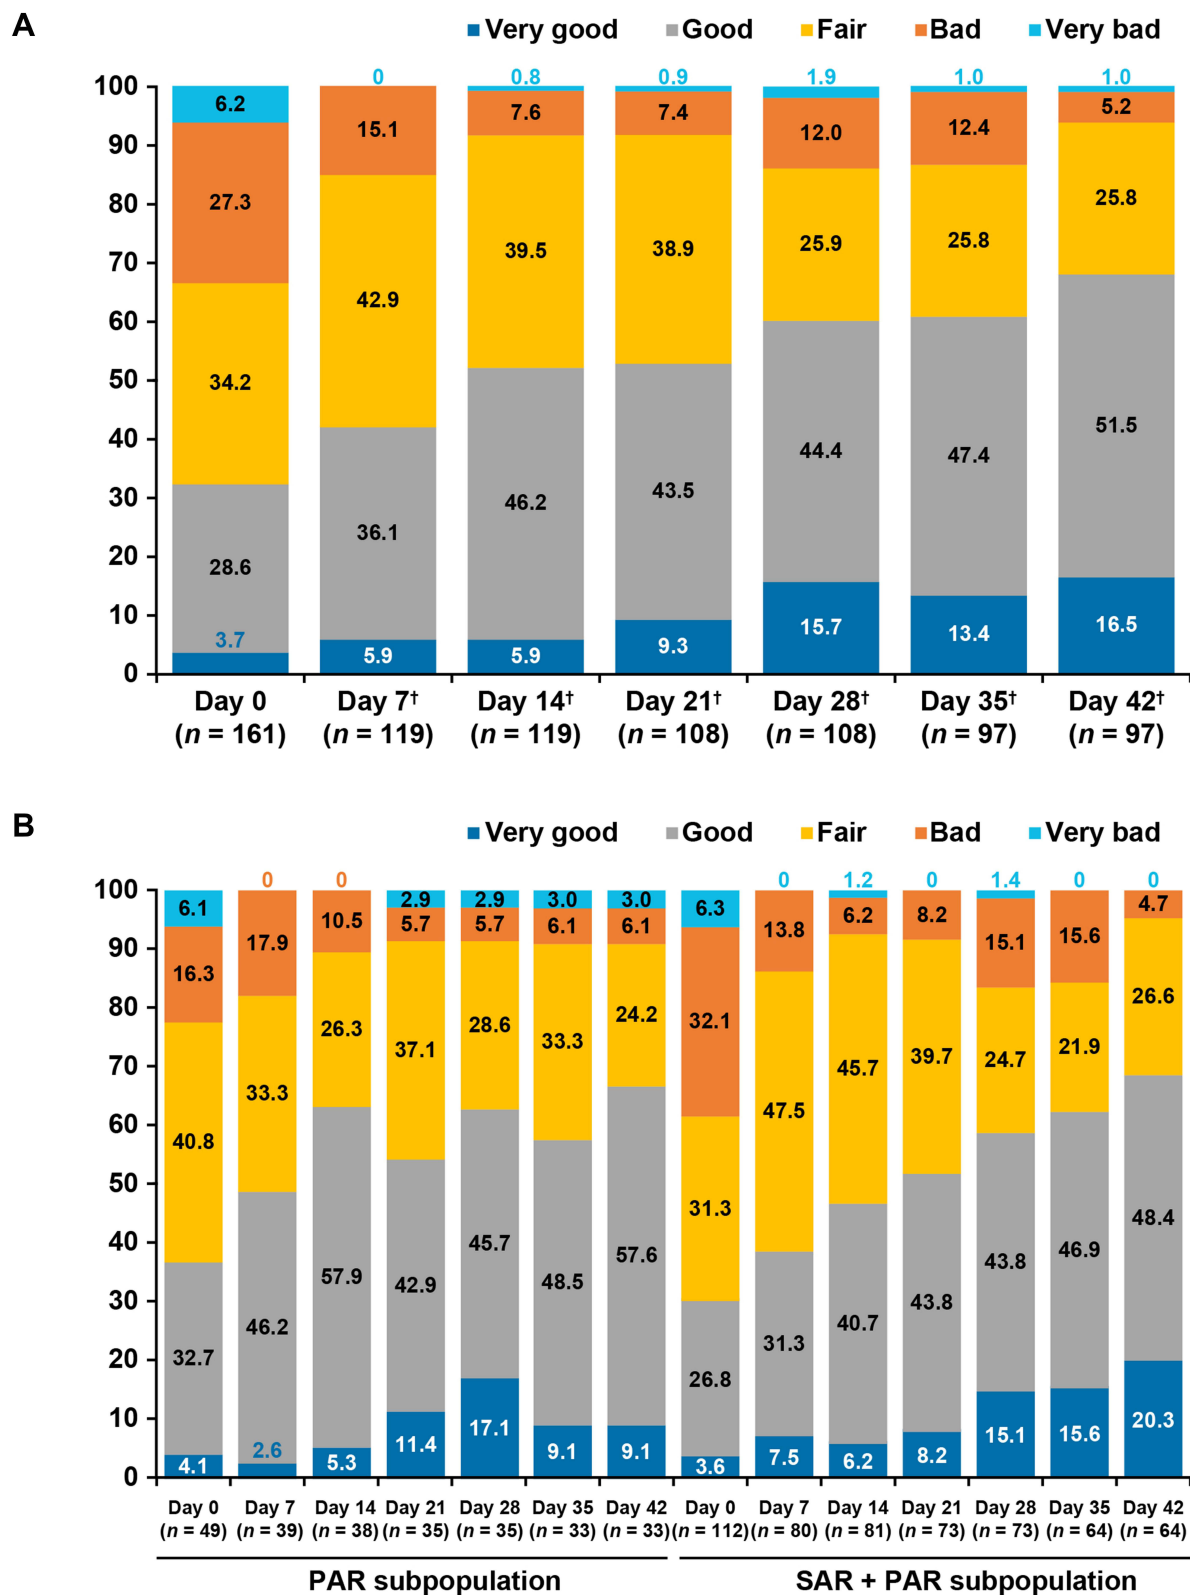 A
Very good Good Fair Bad Very bad
0 0.8 0.9 1.9 1.0 1.0
100 6.2 15.1 7.6 7.4 12.0 12.4 5.2
90
80 27.3 42.9 39.5 38.9 25.9 25.8 25.8
70
60
50 34.2
40 36.1 46.2 43.5 44.4 47.4 51.5
30
20 28.6
10 3.7 5.9 5.9 9.3 15.7 13.4 16.5
0
Day 0 Day 7† Day 14† Day 21† Day 28† Day 35† Day 42†
(n = 161) (n = 119) (n = 119) (n = 108) (n = 108) (n = 97) (n = 97)
B
Very good Good Fair Bad Very bad
0 0 0 1.2 0 1.4 0 0
100 6.1 17.9 10.5 2.9 2.9 3.0 3.0 6.3 13.8 6.2 8.2 15.1 15.6 4.7
90 16.3 5.7 5.7 6.1 6.1 32.1
80 33.3 26.3 37.1 28.6 33.3 24.2 47.5 45.7 39.7 24.7 21.9 26.6
70
60 40.8 31.3
50
40 46.2 57.9 42.9 45.7 48.5 57.6 31.3 40.7 43.8 43.8 46.9 48.4
30
20 32.7 26.8
10 4.1 2.6 5.3 11.4 17.1 9.1 9.1 3.6 7.5 6.2 8.2 15.1 15.6 20.3
0
Day 0 Day 7 Day 14 Day 21 Day 28 Day 35 Day 42 Day 0 Day 7 Day 14 Day 21 Day 28 Day 35 Day 42
(n = 49) (n = 39) (n = 38) (n = 35) (n = 35) (n = 33) (n = 33) (n = 112) (n = 80) (n = 81) (n = 73) (n = 73) (n = 64) (n = 64)
PAR subpopulation SAR + PAR subpopulation